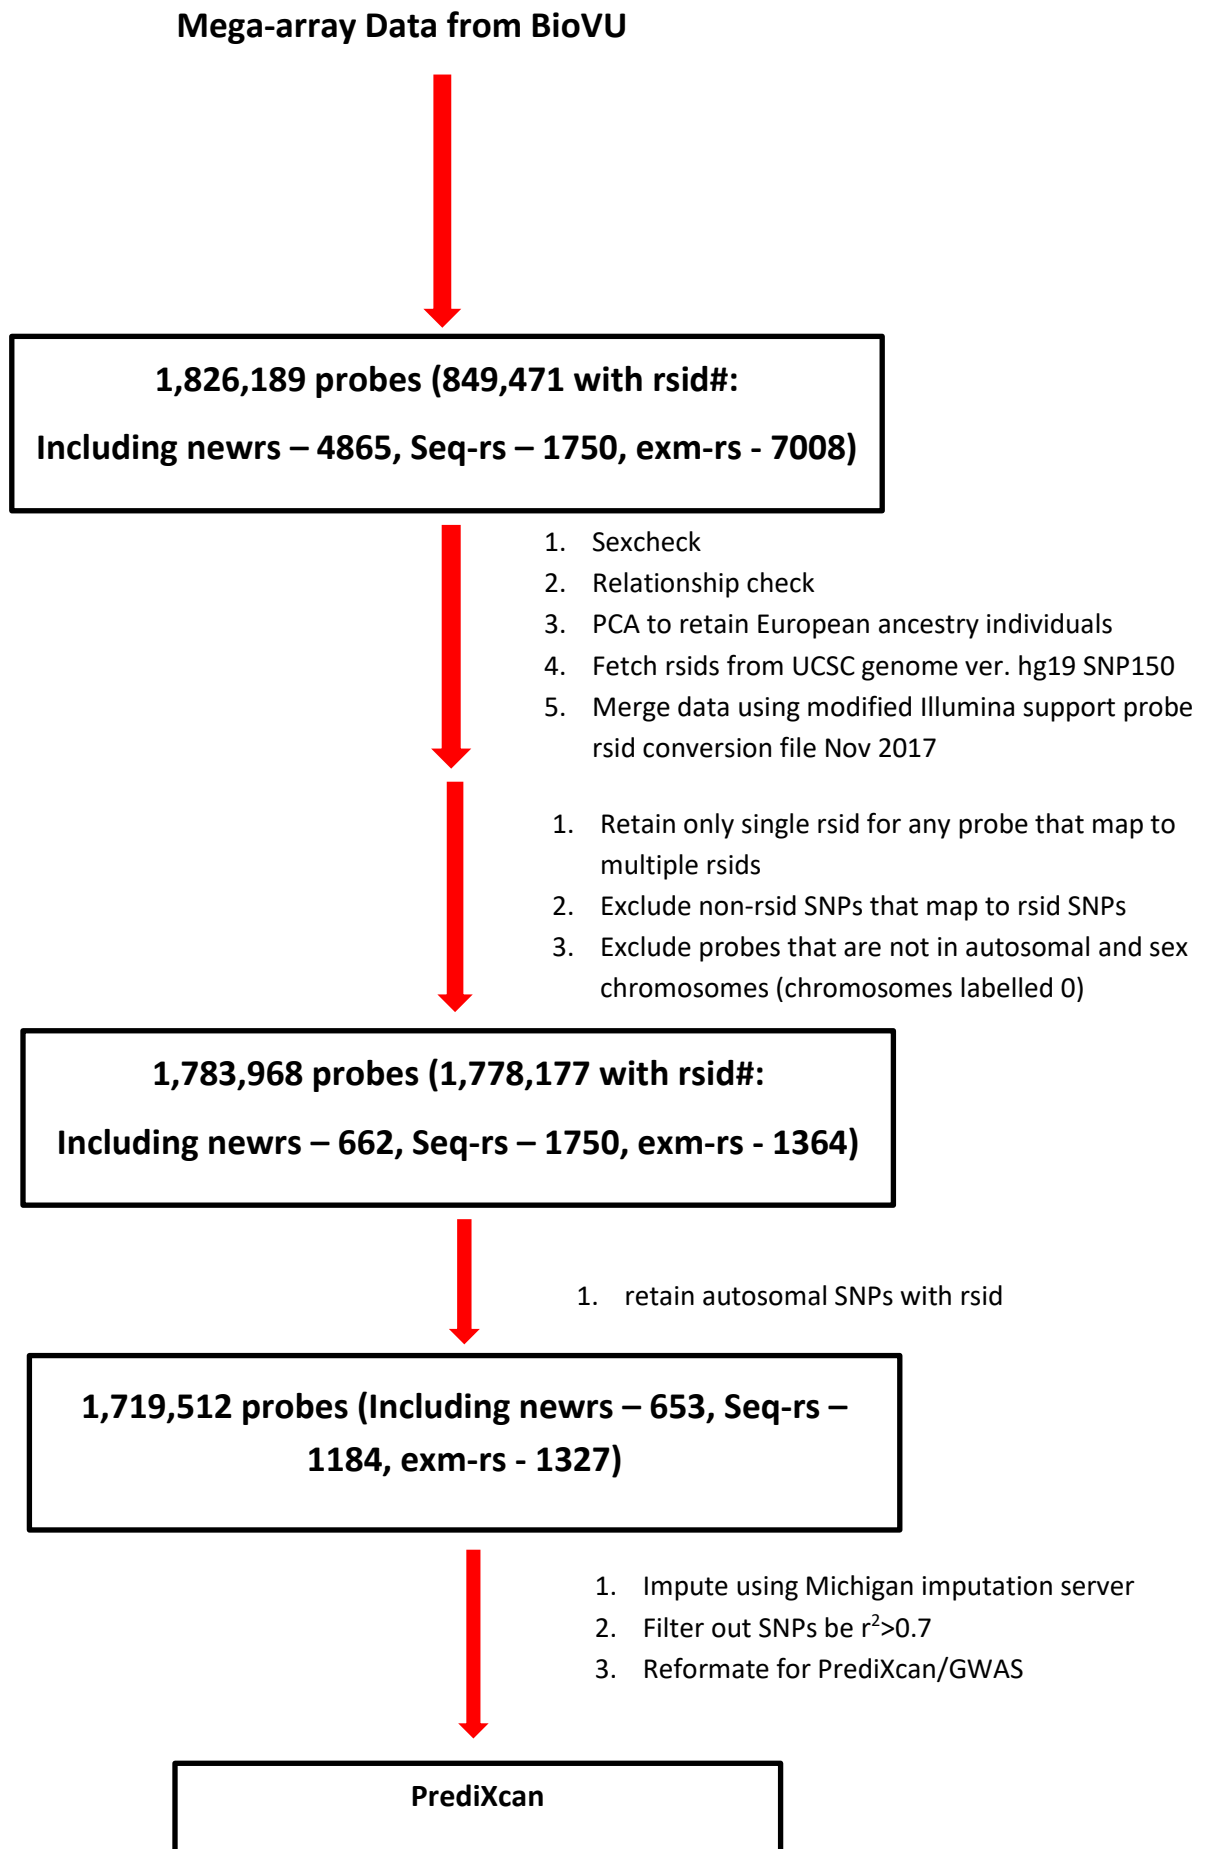 Mega-array Data from BioVU
1,826,189 probes (849,471 with rsid#:
Including newrs – 4865, Seq-rs – 1750, exm-rs - 7008)
1. Sexcheck
2. Relationship check
3. PCA to retain European ancestry individuals
4. Fetch rsids from UCSC genome ver. hg19 SNP150
5. Merge data using modified Illumina support probe
rsid conversion file Nov 2017
1. Retain only single rsid for any probe that map to
multiple rsids
2. Exclude non-rsid SNPs that map to rsid SNPs
3. Exclude probes that are not in autosomal and sex
chromosomes (chromosomes labelled 0)
1,783,968 probes (1,778,177 with rsid#:
Including newrs – 662, Seq-rs – 1750, exm-rs - 1364)
1. retain autosomal SNPs with rsid
1,719,512 probes (Including newrs – 653, Seq-rs –
1184, exm-rs - 1327)
1. Impute using Michigan imputation server
2. Filter out SNPs be r²>0.7
3. Reformate for PrediXcan/GWAS
PrediXcan